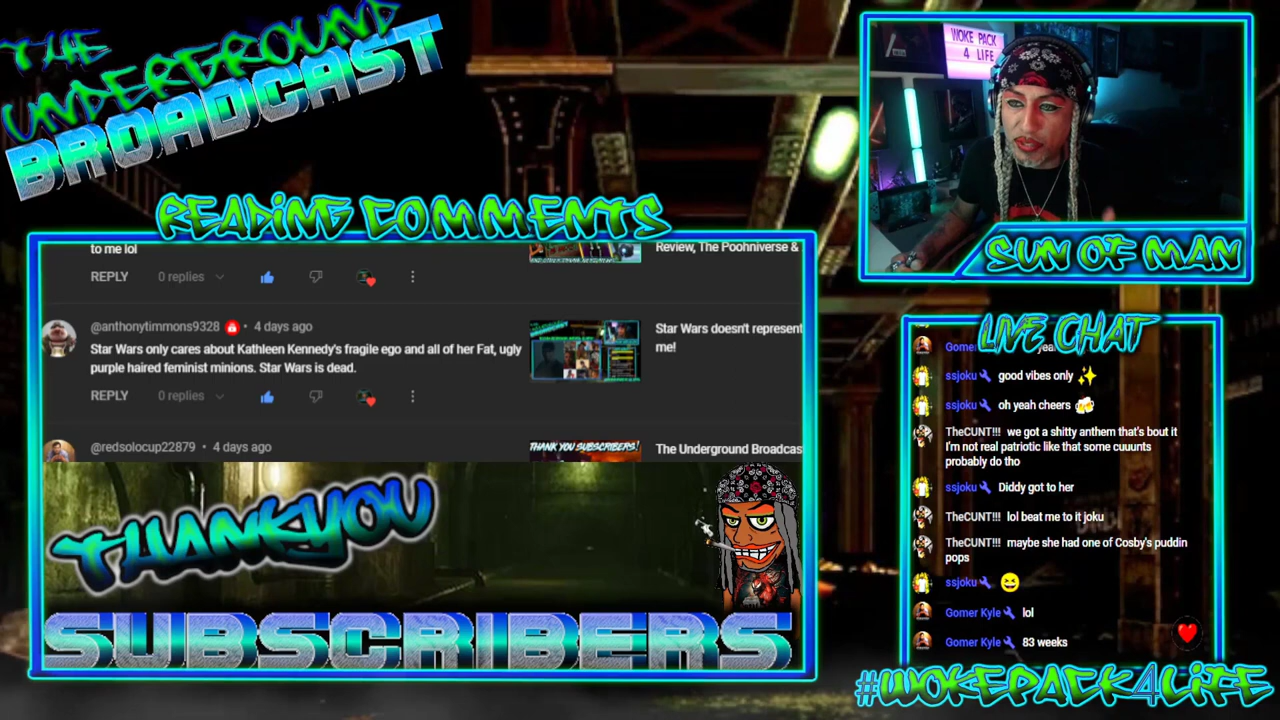 THE
UNDERGROUND
BROADCAST
READING COMMENTS
to me lol
REPLY 0 replies
Review, The Poohniverse &
@anthonytimmons9328 • 4 days ago
Star Wars only cares about Kathleen Kennedy's fragile ego and all of her Fat, ugly
purple haired feminist minions. Star Wars is dead.
REPLY 0 replies
Star Wars doesn't represent
me!
@redsolocup22879 • 4 days ago
THANK YOU SUBSCRIBERS!
The Underground Broadcas
THANK YOU
SUBSCRIBERS
WOKE PACK
4 LIFE
SUN OF MAN
LIVE CHAT
Gome
ssjoku good vibes only
ssjoku oh yeah cheers
TheCUNT!!! we got a shitty anthem that's bout it
I'm not real patriotic like that some cuuunts
probably do tho
ssjoku Diddy got to her
TheCUNT!!! lol beat me to it joku
TheCUNT!!! maybe she had one of Cosby's puddin
pops
ssjoku
Gomer Kyle lol
Gomer Kyle 83 weeks
#WOKEPACK4LIFE